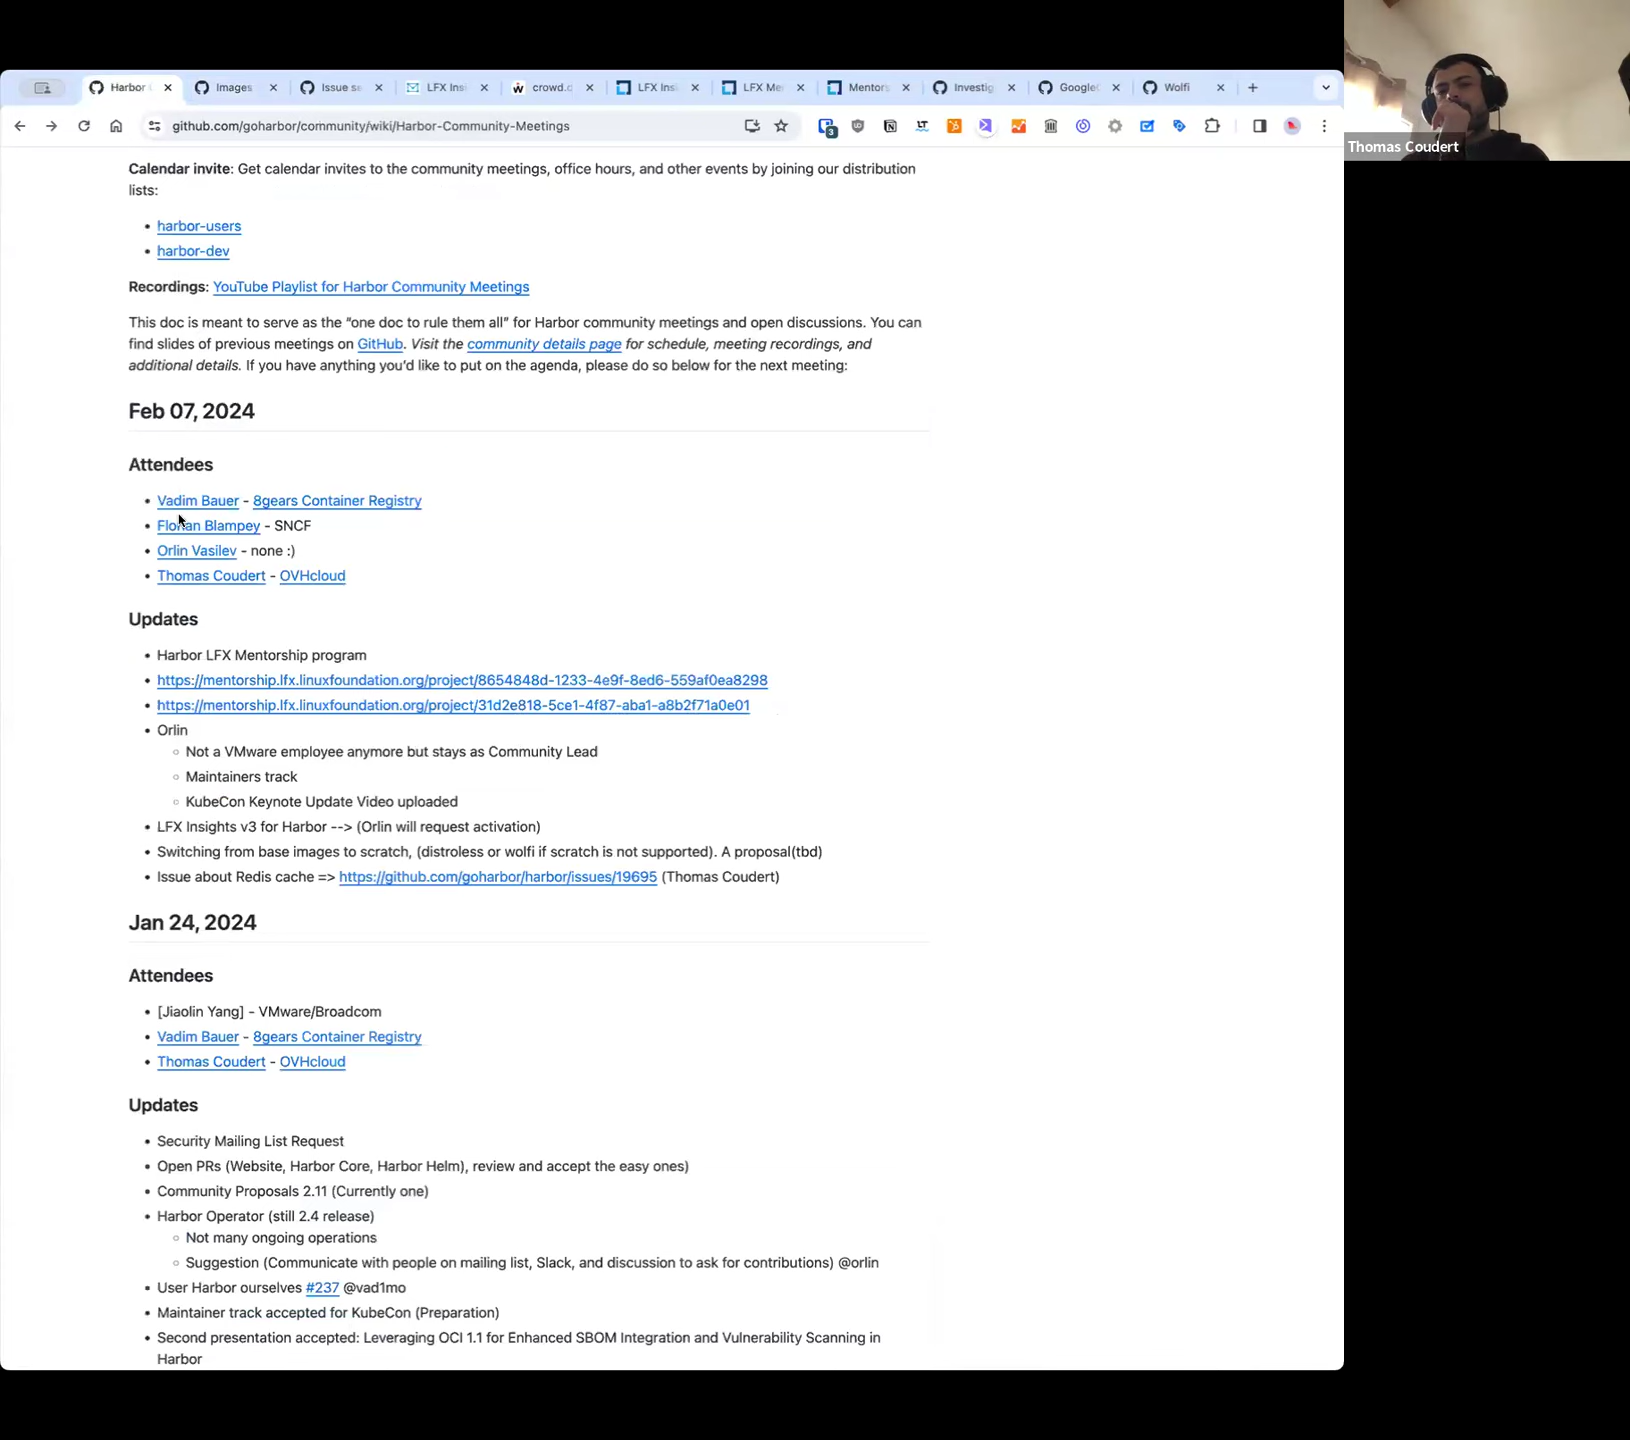 Harbor
Images
Issue se
LFX Ins
crowd.c
LFX Ins
LFX Me
Mentors
Investig
Google
Wolfi
github.com/goharbor/community/wiki/Harbor-Community-Meetings
3
Thomas Coudert
Calendar invite: Get calendar invites to the community meetings, office hours, and other events by joining our distribution
lists:
• harbor-users
• harbor-dev
Recordings: YouTube Playlist for Harbor Community Meetings
This doc is meant to serve as the “one doc to rule them all” for Harbor community meetings and open discussions. You can
find slides of previous meetings on GitHub. Visit the community details page for schedule, meeting recordings, and
additional details. If you have anything you'd like to put on the agenda, please do so below for the next meeting:
Feb 07, 2024
Attendees
• Vadim Bauer - 8gears Container Registry
• Florian Blampey - SNCF
• Orlin Vasilev - none :)
• Thomas Coudert - OVHcloud
Updates
• Harbor LFX Mentorship program
• https://mentorship.lfx.linuxfoundation.org/project/8654848d-1233-4e9f-8ed6-559af0ea8298
• https://mentorship.lfx.linuxfoundation.org/project/31d2e818-5ce1-4f87-aba1-a8b2f71a0e01
• Orlin
◦ Not a VMware employee anymore but stays as Community Lead
◦ Maintainers track
◦ KubeCon Keynote Update Video uploaded
• LFX Insights v3 for Harbor --> (Orlin will request activation)
• Switching from base images to scratch, (distroless or wolfi if scratch is not supported). A proposal(tbd)
• Issue about Redis cache => https://github.com/goharbor/harbor/issues/19695 (Thomas Coudert)
Jan 24, 2024
Attendees
• [Jiaolin Yang] - VMware/Broadcom
• Vadim Bauer - 8gears Container Registry
• Thomas Coudert - OVHcloud
Updates
• Security Mailing List Request
• Open PRs (Website, Harbor Core, Harbor Helm), review and accept the easy ones)
• Community Proposals 2.11 (Currently one)
• Harbor Operator (still 2.4 release)
◦ Not many ongoing operations
◦ Suggestion (Communicate with people on mailing list, Slack, and discussion to ask for contributions) @orlin
• User Harbor ourselves #237 @vad1mo
• Maintainer track accepted for KubeCon (Preparation)
• Second presentation accepted: Leveraging OCI 1.1 for Enhanced SBOM Integration and Vulnerability Scanning in
Harbor